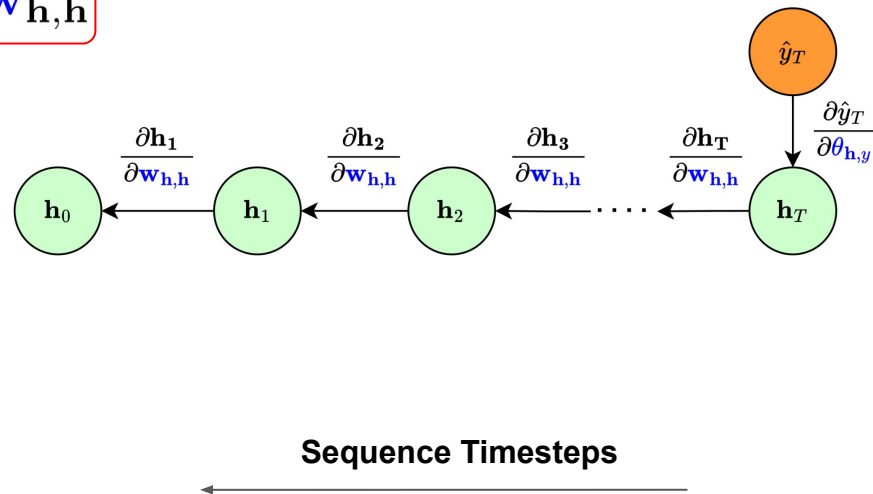 w_{h,h}
ŷ_T
∂ŷ_T / ∂θ_{h,y}
∂h_1 / ∂w_{h,h}
∂h_2 / ∂w_{h,h}
∂h_3 / ∂w_{h,h}
∂h_T / ∂w_{h,h}
h_0 h_1 h_2 ···· h_T
Sequence Timesteps